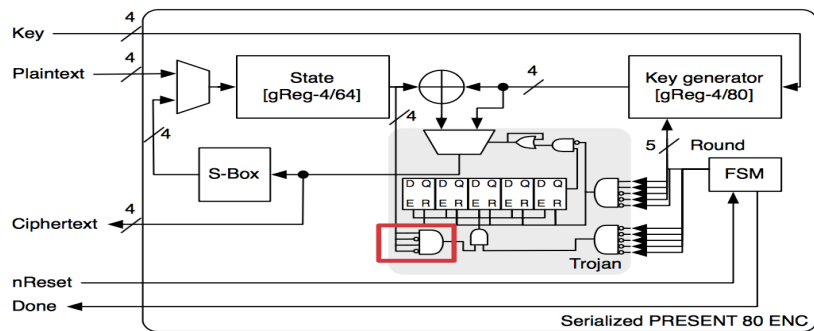 Key
4
Plaintext
4
State
[gReg-4/64]
4
Key generator
[gReg-4/80]
4
4
5
Round
S-Box
FSM
D Q D Q D Q D Q D Q
E R E R E R E R E R
Ciphertext
4
Trojan
nReset
Done
Serialized PRESENT 80 ENC